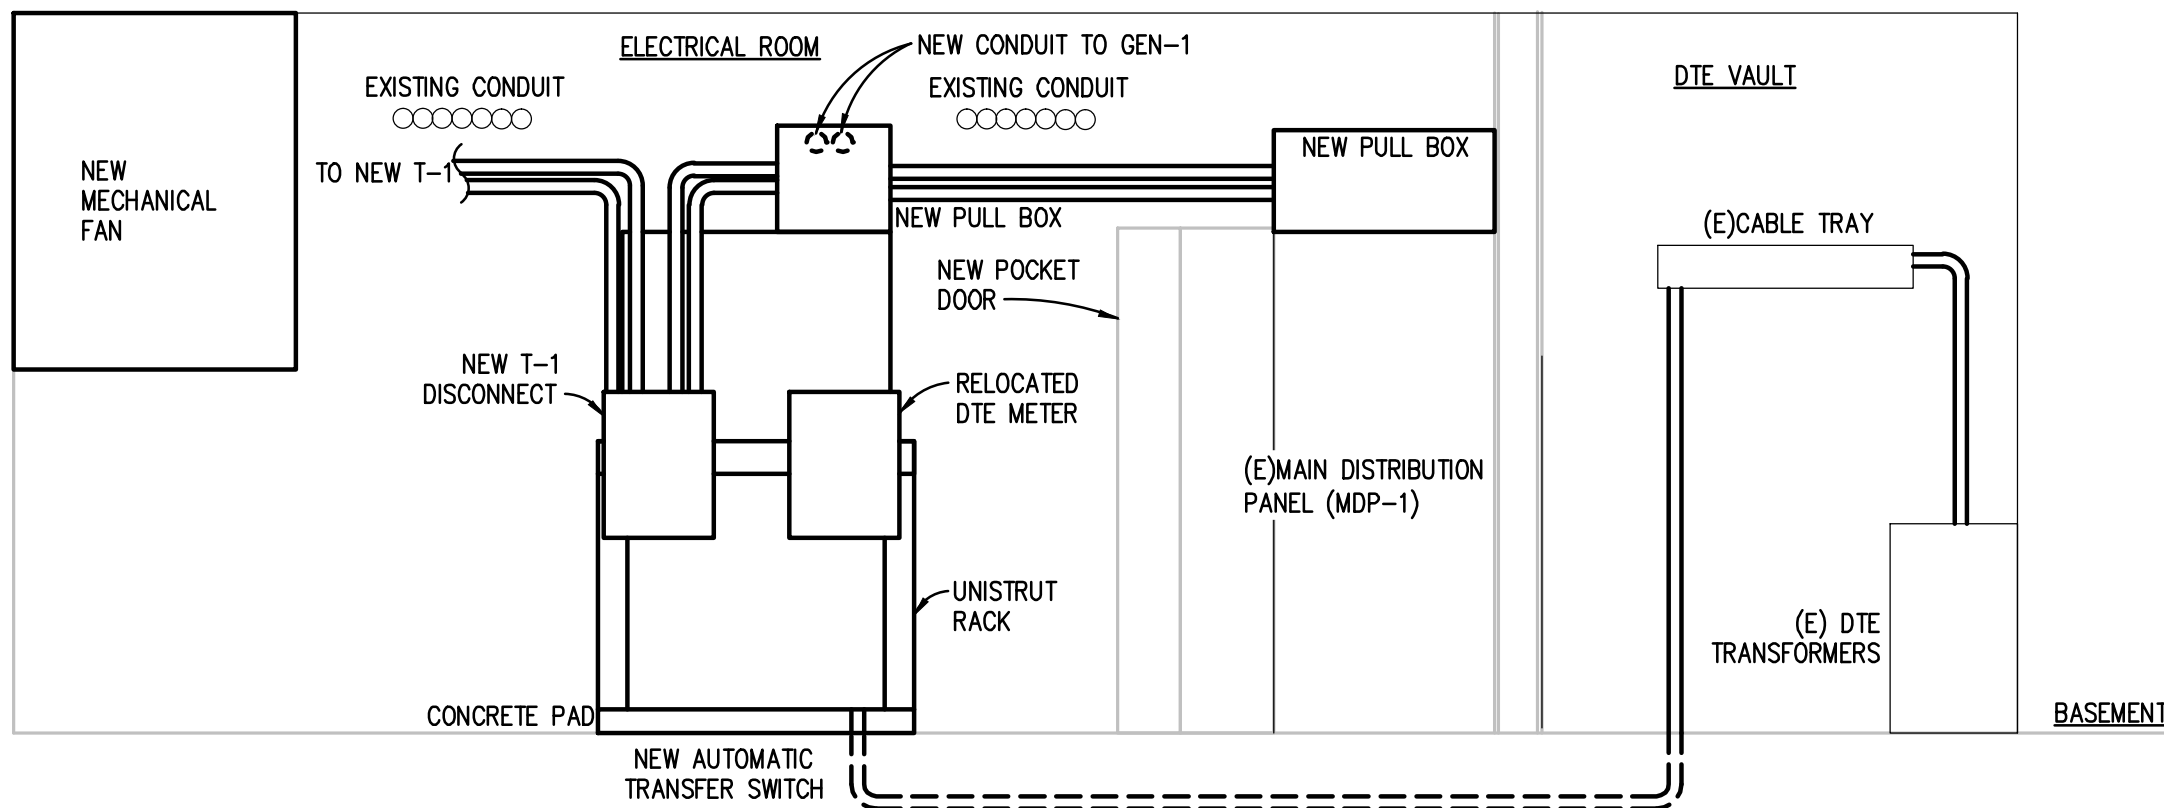 ELECTRICAL ROOM
NEW CONDUIT TO GEN-1
EXISTING CONDUIT
EXISTING CONDUIT
DTE VAULT
NEW
MECHANICAL
FAN
TO NEW T-1
NEW PULL BOX
NEW PULL BOX
(E)CABLE TRAY
NEW POCKET
DOOR
NEW T-1
DISCONNECT
RELOCATED
DTE METER
(E)MAIN DISTRIBUTION
PANEL (MDP-1)
UNISTRUT
RACK
(E) DTE
TRANSFORMERS
CONCRETE PAD
BASEMENT
NEW AUTOMATIC
TRANSFER SWITCH